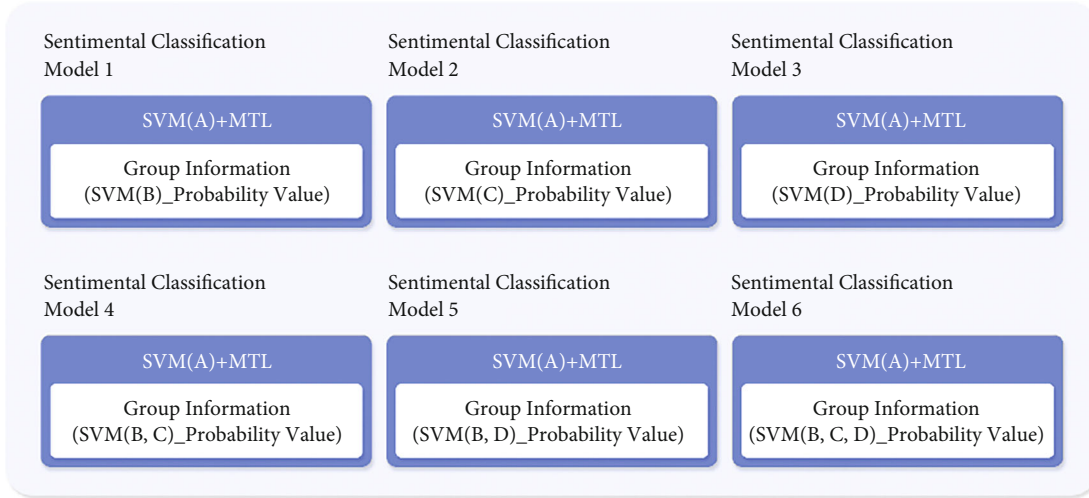 Sentimental Classification
Model 1
SVM(A)+MTL
Group Information
(SVM(B)_Probability Value)
Sentimental Classification
Model 2
SVM(A)+MTL
Group Information
(SVM(C)_Probability Value)
Sentimental Classification
Model 3
SVM(A)+MTL
Group Information
(SVM(D)_Probability Value)
Sentimental Classification
Model 4
SVM(A)+MTL
Group Information
(SVM(B, C)_Probability Value)
Sentimental Classification
Model 5
SVM(A)+MTL
Group Information
(SVM(B, D)_Probability Value)
Sentimental Classification
Model 6
SVM(A)+MTL
Group Information
(SVM(B, C, D)_Probability Value)